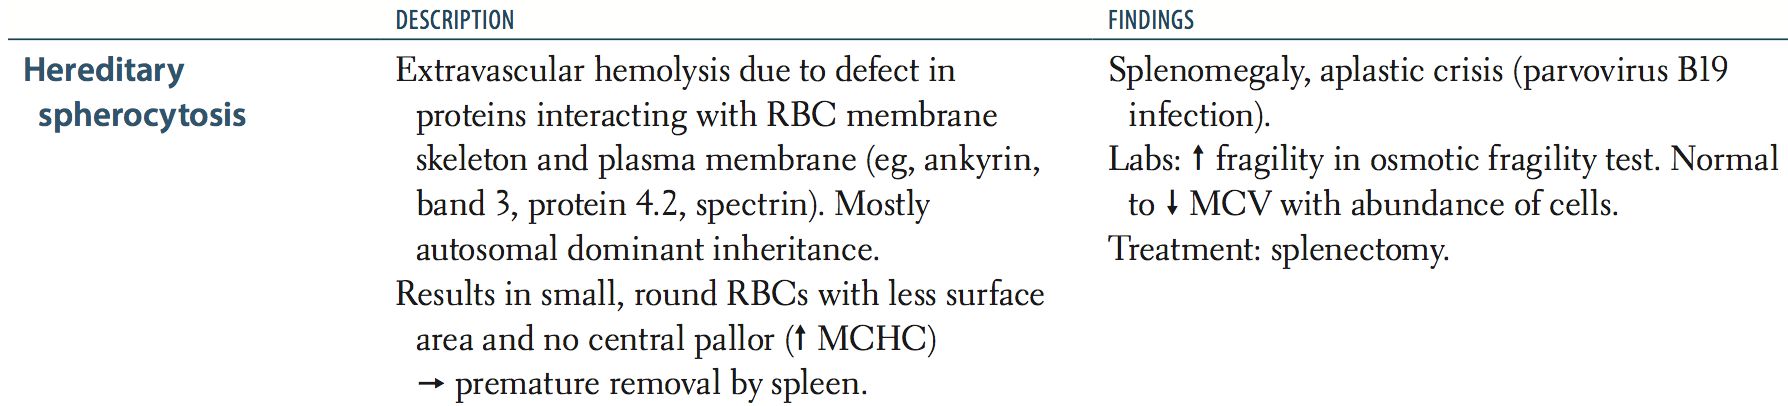 DESCRIPTION
FINDINGS
Hereditary
spherocytosis
Extravascular hemolysis due to defect in
proteins interacting with RBC membrane
skeleton and plasma membrane (eg, ankyrin,
band 3, protein 4.2, spectrin). Mostly
autosomal dominant inheritance.
Results in small, round RBCs with less surface
area and no central pallor (↑ MCHC)
→ premature removal by spleen.
Splenomegaly, aplastic crisis (parvovirus B19
infection).
Labs: ↑ fragility in osmotic fragility test. Normal
to ↓ MCV with abundance of cells.
Treatment: splenectomy.